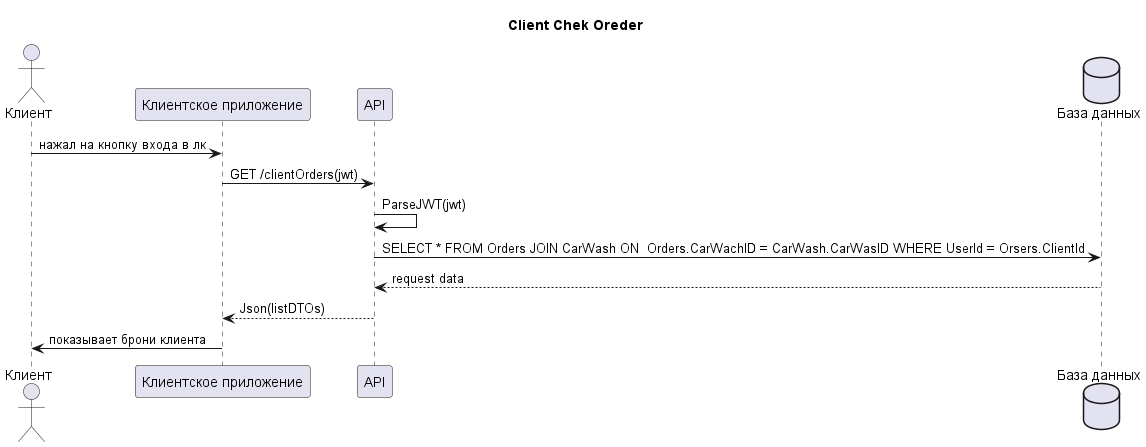 Client Chek Oreder
Клиент
Клиентское приложение
API
База данных
нажал на кнопку входа в лк
GET /clientOrders(jwt)
ParseJWT(jwt)
SELECT * FROM Orders JOIN CarWash ON  Orders.CarWachID = CarWash.CarWasID WHERE UserId = Orsers.ClientId
request data
Json(listDTOs)
показывает брони клиента
Клиент
Клиентское приложение
API
База данных